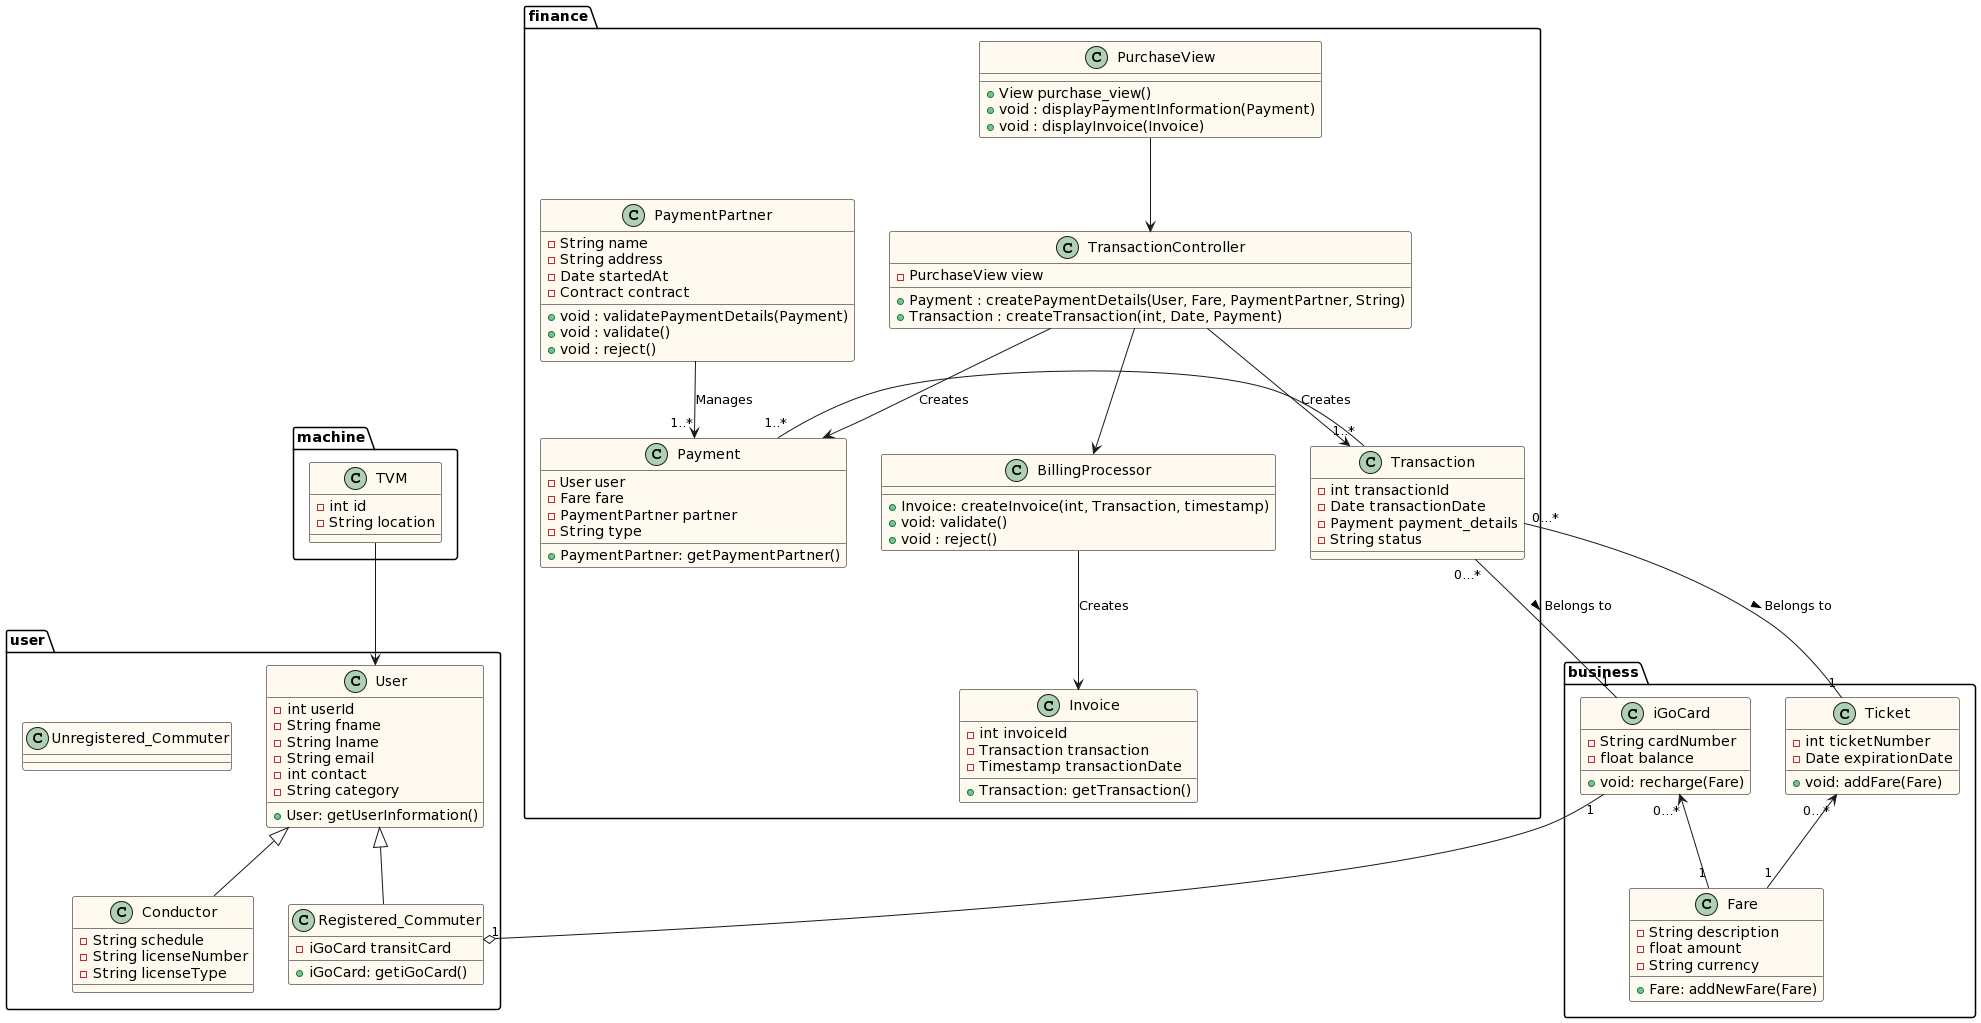 finance
C PurchaseView
View purchase_view()
void : displayPaymentInformation(Payment)
void : displayInvoice(Invoice)
C PaymentPartner
String name
String address
Date startedAt
Contract contract
void : validatePaymentDetails(Payment)
void : validate()
void : reject()
C TransactionController
PurchaseView view
Payment : createPaymentDetails(User, Fare, PaymentPartner, String)
Transaction : createTransaction(int, Date, Payment)
Manages
Creates
Creates
1..*
1..*
1..*
C Payment
User user
Fare fare
PaymentPartner partner
String type
PaymentPartner: getPaymentPartner()
C BillingProcessor
Invoice: createInvoice(int, Transaction, timestamp)
void: validate()
void : reject()
C Transaction
int transactionId
Date transactionDate
Payment payment_details
String status
0...*
0...*
machine
C TVM
int id
String location
Creates
Belongs to
Belongs to
C Invoice
int invoiceId
Transaction transaction
Timestamp transactionDate
Transaction: getTransaction()
user
C Unregistered_Commuter
C User
int userId
String fname
String lname
String email
int contact
String category
User: getUserInformation()
C Conductor
String schedule
String licenseNumber
String licenseType
C Registered_Commuter
iGoCard transitCard
iGoCard: getiGoCard()
1
business
1
1
C iGoCard
String cardNumber
float balance
void: recharge(Fare)
C Ticket
int ticketNumber
Date expirationDate
void: addFare(Fare)
1
0...*
0...*
1
1
C Fare
String description
float amount
String currency
Fare: addNewFare(Fare)